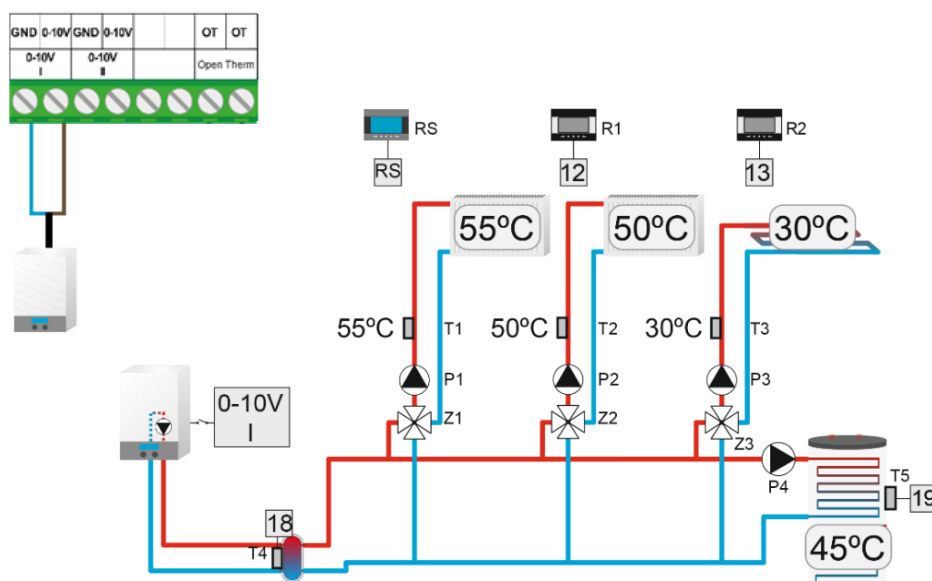 GND 0-10V GND 0-10V OT OT
0-10V 0-10V Open Therm
I II
RS R1 R2
RS 12 13
55ºC 50ºC 30ºC
55ºC T1 50ºC T2 30ºC T3
P1 P2 P3
Z1 Z2 Z3
0-10V
I
P4
T5
19
18
T4
45ºC